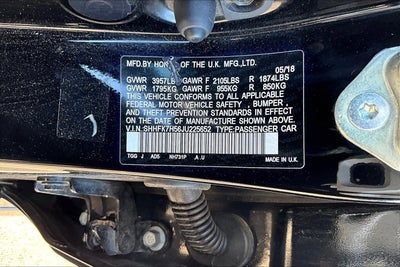 MFD.BY HONDA OF THE U.K. MFG.,LTD.
05/18
GVWR 3957LB GAWR F 2105LBS R 1874LBS
GVWR 1795KG GAWR F 955KG R 850KG
THIS VEHICLE CONFORMS TO ALL APPLICABLE
FEDERAL MOTOR VEHICLE SAFETY , BUMPER ,
AND THEFT PREVENTION STANDARDS IN EFFECT
ON THE DATE OF MANUFACTURE SHOWN ABOVE.
V.I.N.:SHHFK7H56JU225652 TYPE:PASSENGER CAR
TGG J AD5 NH731P A .U
MADE IN U.K.